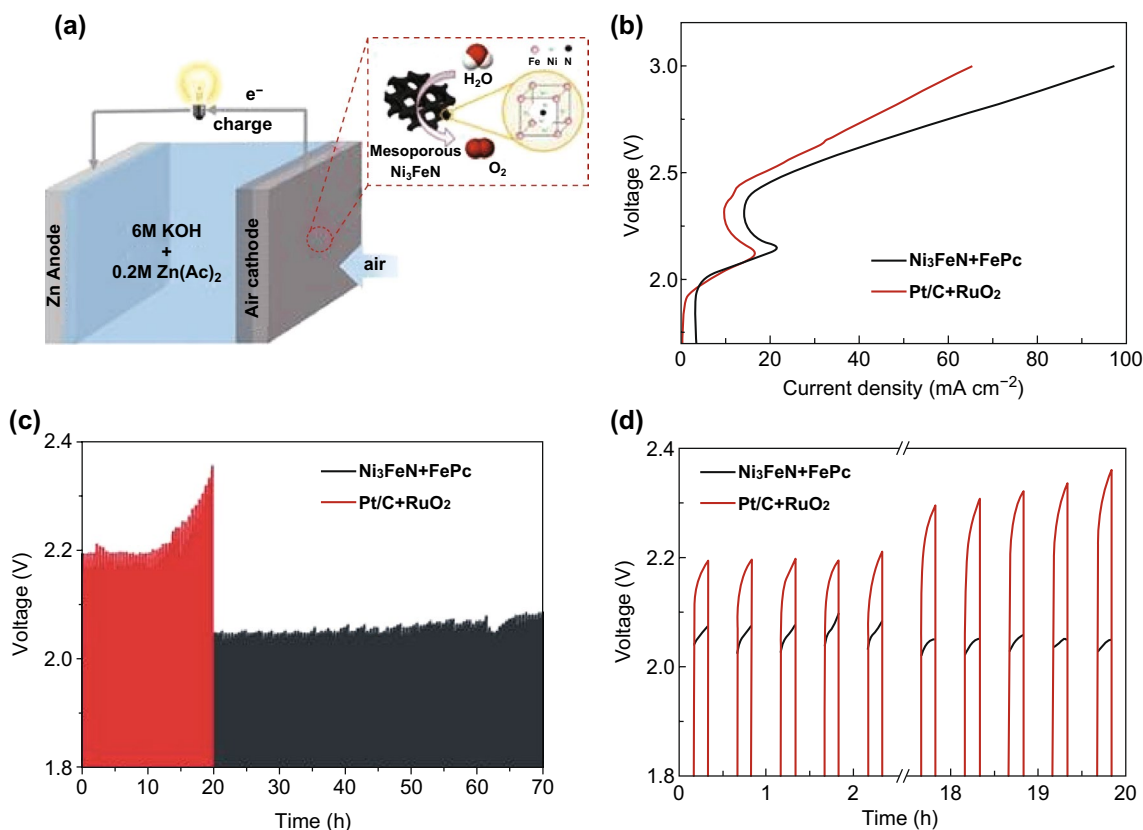 (a)
e⁻
charge
Zn Anode
6M KOH
+
0.2M Zn(Ac)₂
Air cathode
air
Mesoporous
Ni₃FeN
H₂O
O₂
Fe Ni N
(b)
Voltage (V)
3.0
2.5
2.0
Ni₃FeN+FePc
Pt/C+RuO₂
0 20 40 60 80 100
Current density (mA cm⁻²)
(c)
Voltage (V)
2.4
2.2
2.0
1.8
Ni₃FeN+FePc
Pt/C+RuO₂
0 10 20 30 40 50 60 70
Time (h)
(d)
Voltage (V)
2.4
2.2
2.0
1.8
Ni₃FeN+FePc
Pt/C+RuO₂
0 1 2 18 19 20
Time (h)